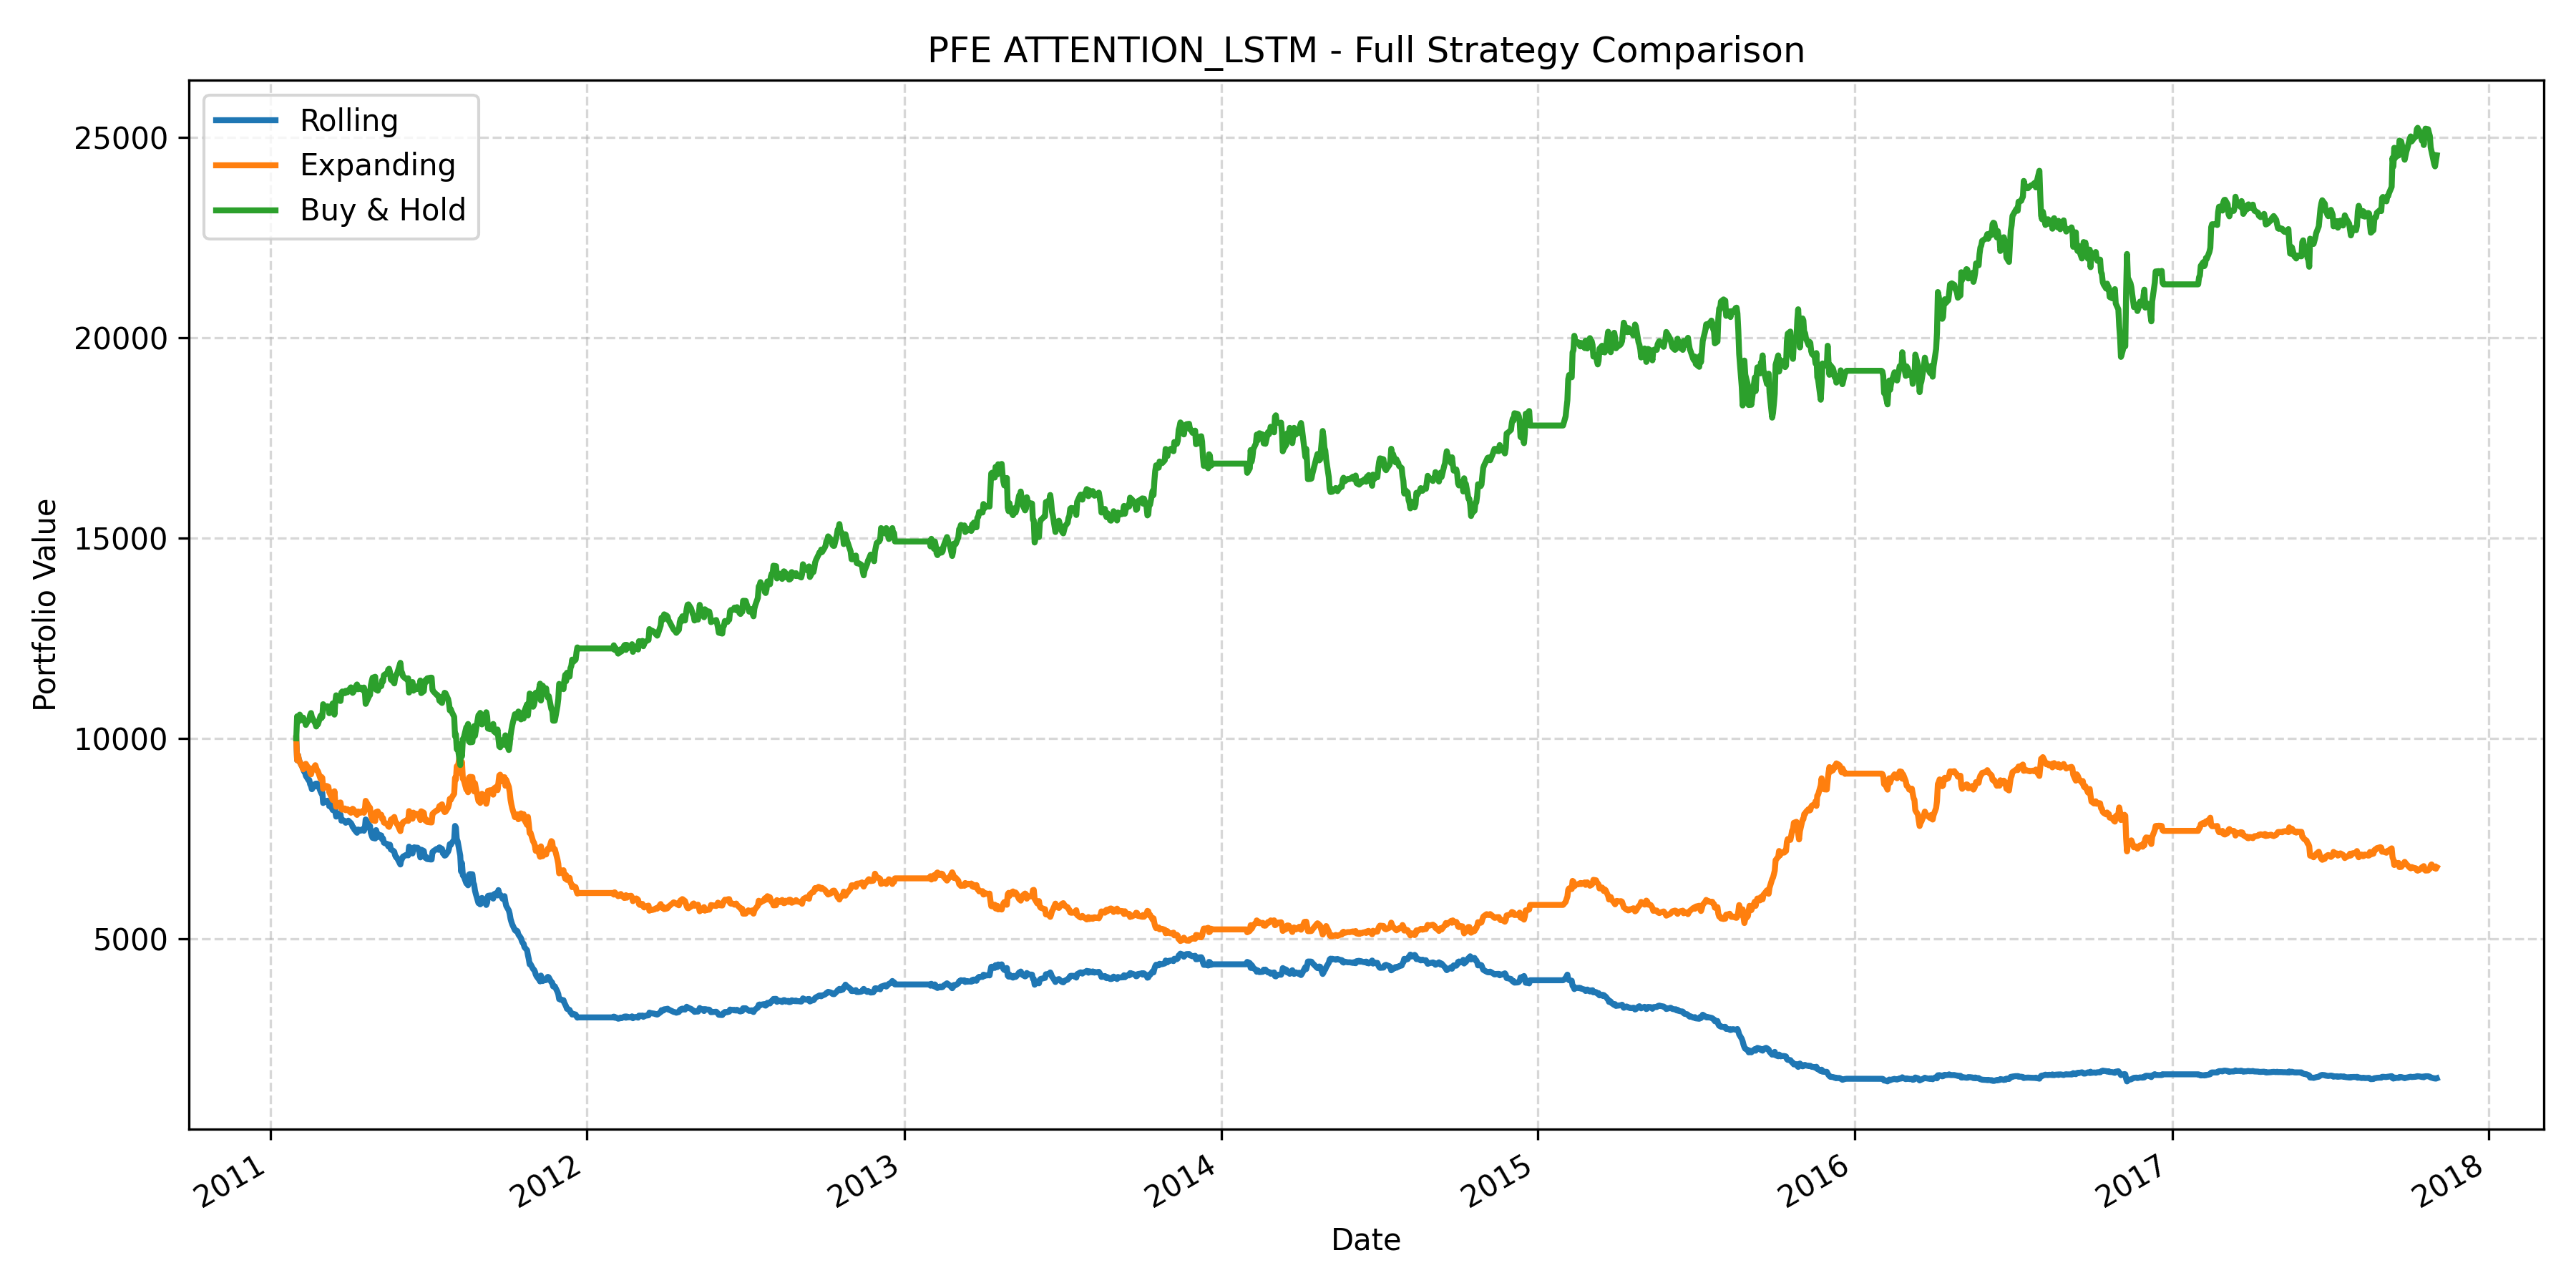 PFE ATTENTION_LSTM - Full Strategy Comparison
Rolling
Expanding
Buy & Hold
Portfolio Value
25000
20000
15000
10000
5000
2011
2012
2013
2014
2015
2016
2017
2018
Date